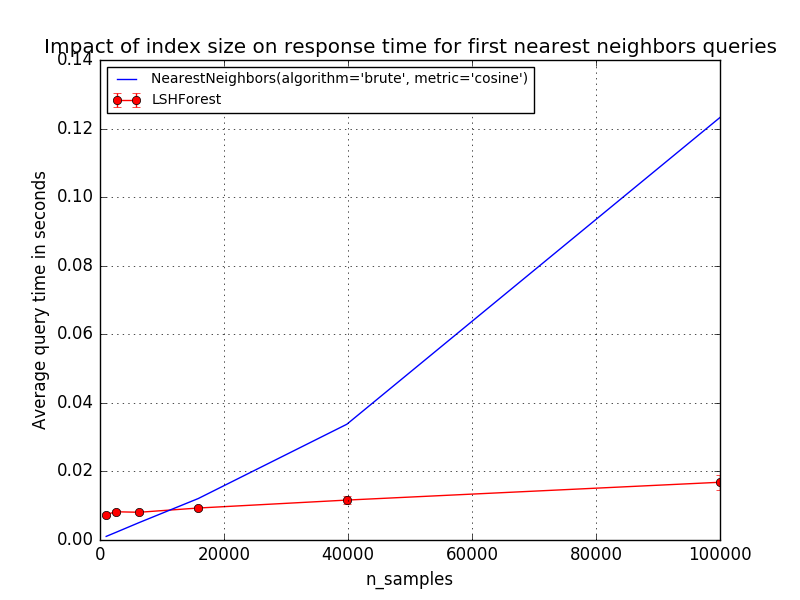 Impact of index size on response time for first nearest neighbors queries
0.14
NearestNeighbors(algorithm='brute', metric='cosine')
LSHForest
0.12
0.10
0.08
0.06
0.04
0.02
0.00
Average query time in seconds
0
20000
40000
60000
80000
100000
n_samples